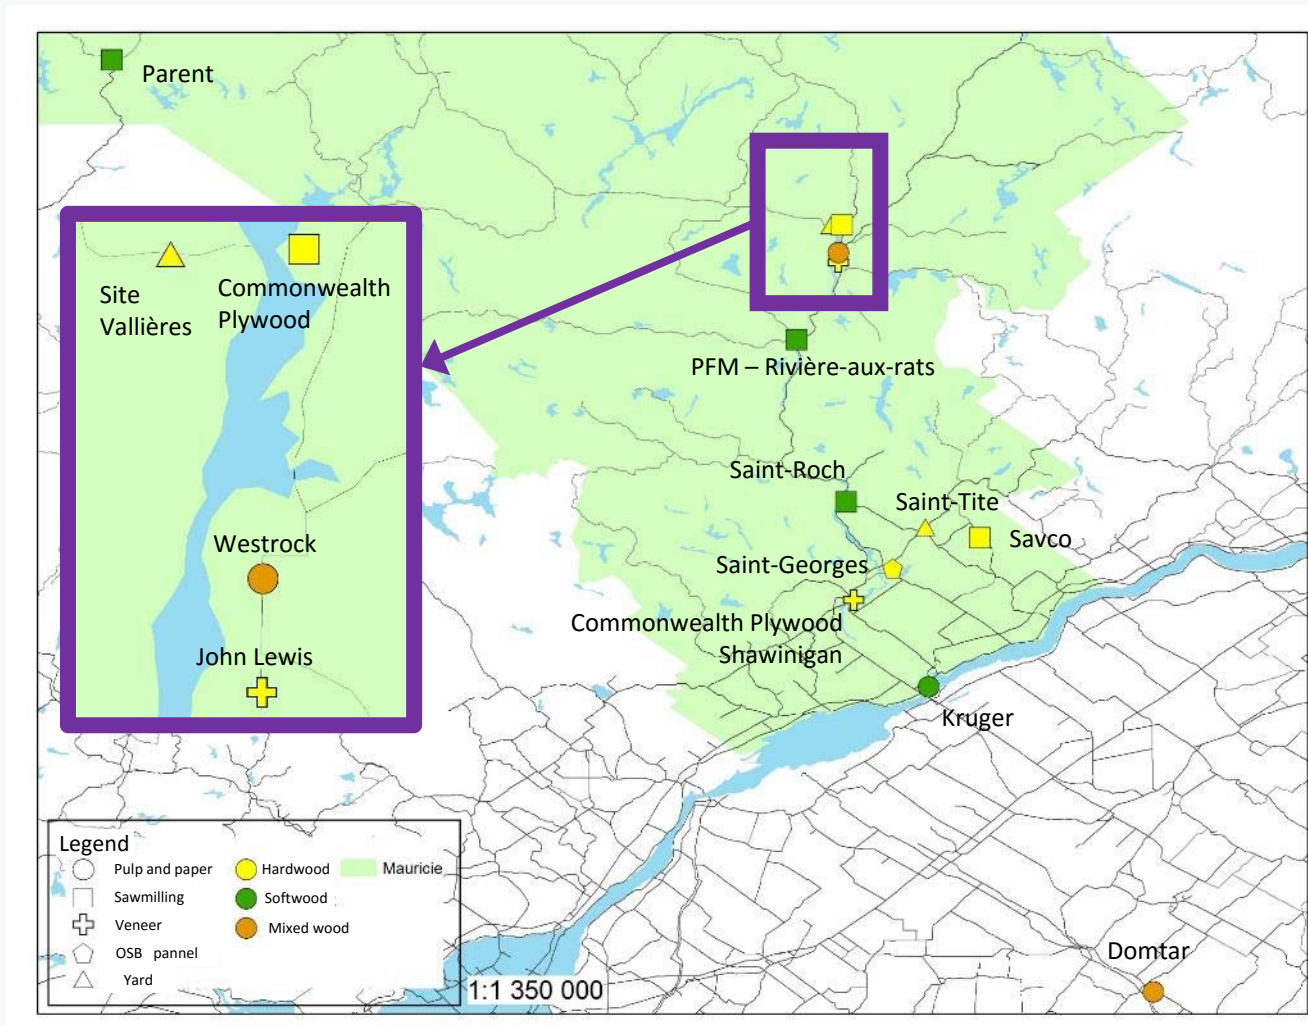 Parent
Site
Vallières
Commonwealth
Plywood
PFM – Rivière-aux-rats
Saint-Roch
Saint-Tite
Savco
Westrock
Saint-Georges
Commonwealth Plywood
Shawinigan
John Lewis
Kruger
Domtar
Legend
Pulp and paper
Hardwood
Mauricie
Sawmilling
Softwood
Veneer
Mixed wood
OSB pannel
Yard
1:1 350 000